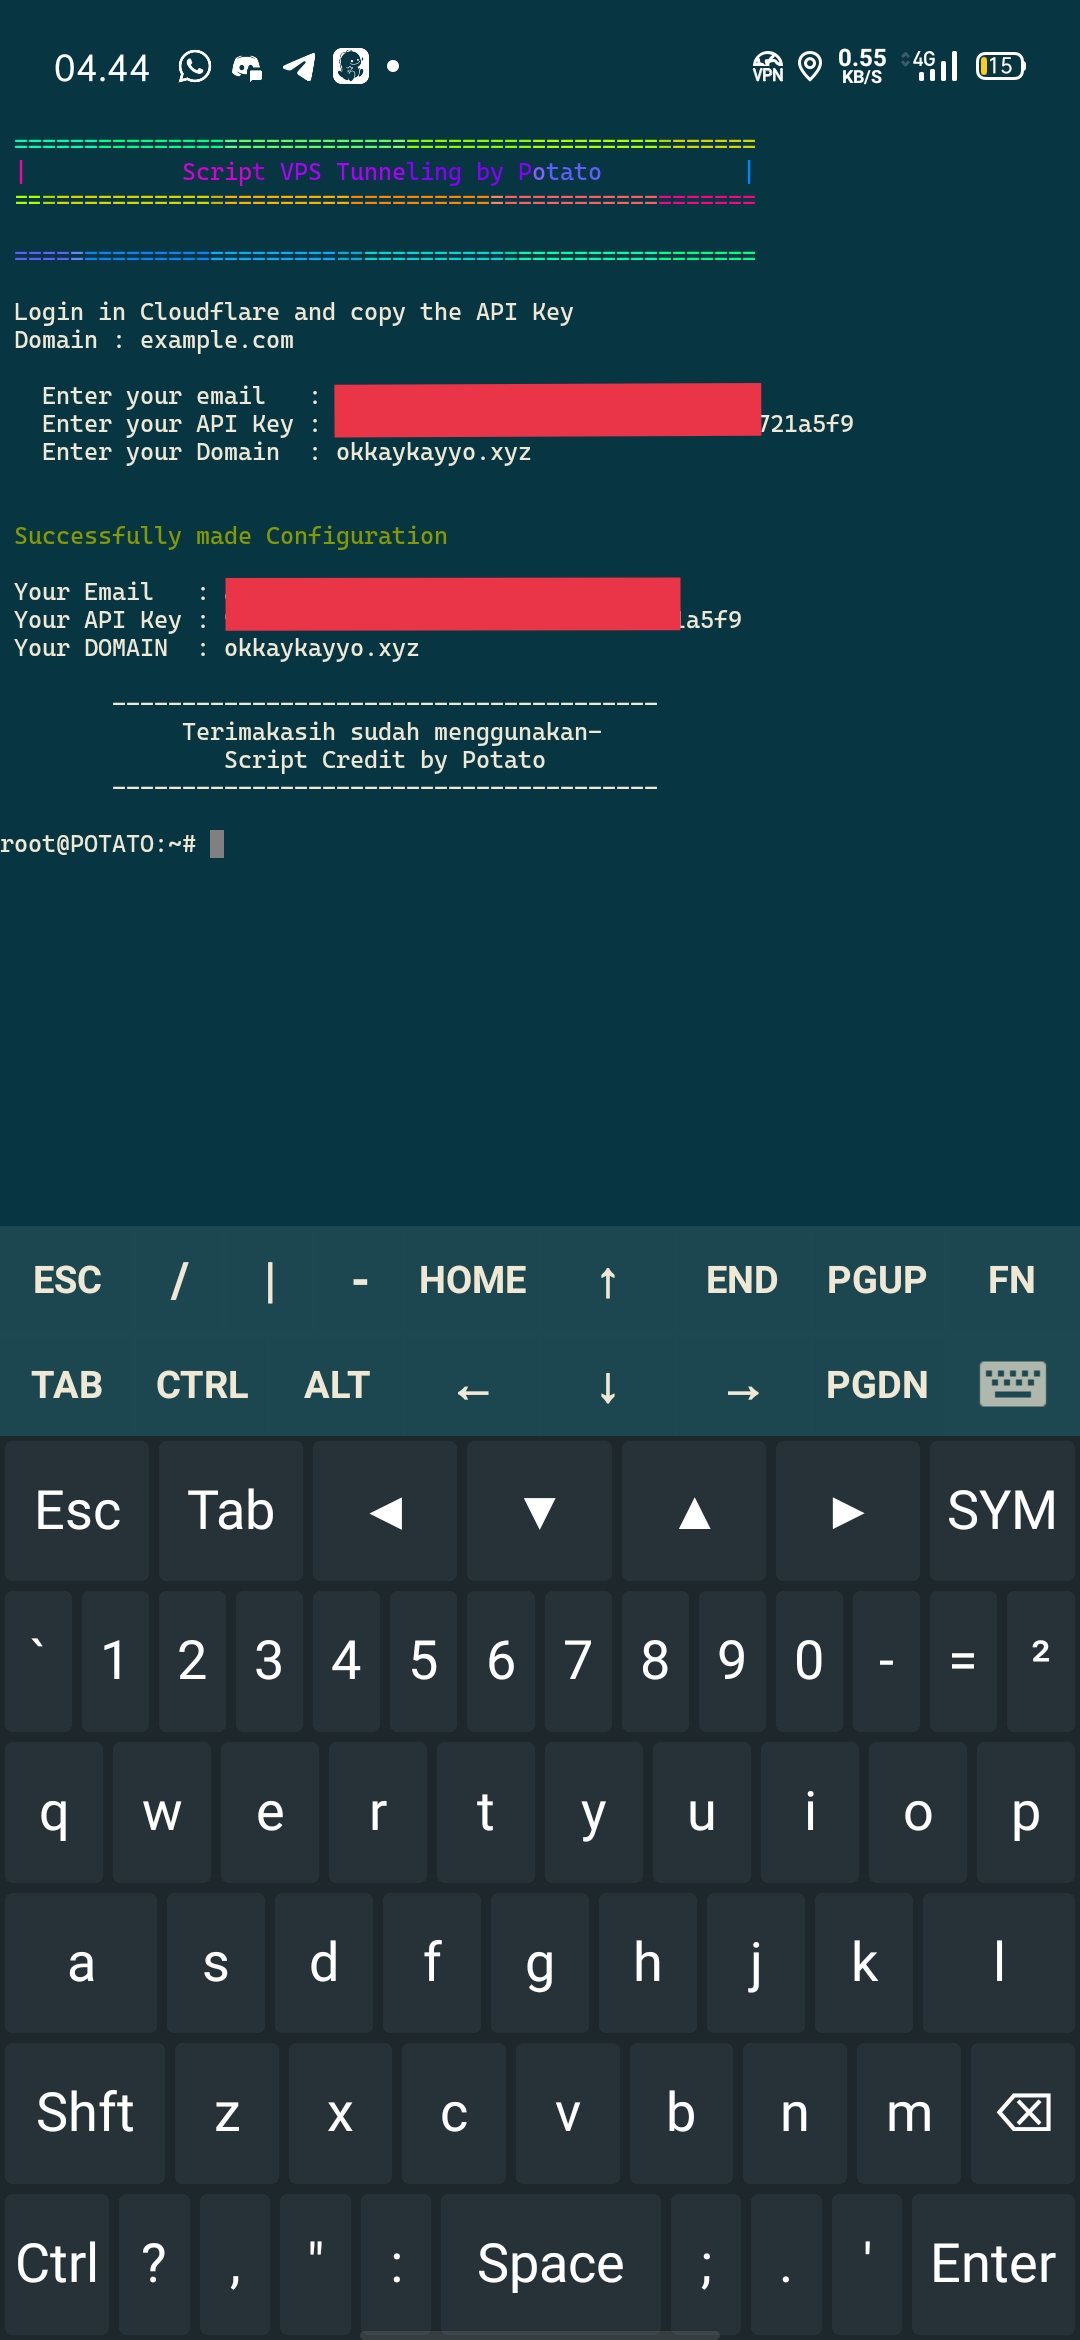 04.44 VPN 0.55 KB/S 4G 15
=====================================================
| Script VPS Tunneling by Potato |
=====================================================
=====================================================
Login in Cloudflare and copy the API Key
Domain : example.com
Enter your email :
Enter your API Key : 721a5f9
Enter your Domain : okkaykayyo.xyz
Successfully made Configuration
Your Email :
Your API Key : 1a5f9
Your DOMAIN : okkaykayyo.xyz
---------------------------------------
Terimakasih sudah menggunakan-
Script Credit by Potato
---------------------------------------
root@POTATO:~#
ESC / | - HOME ↑ END PGUP FN
TAB CTRL ALT ← ↓ → PGDN
Esc Tab ◀ ▼ ▲ ▶ SYM
` 1 2 3 4 5 6 7 8 9 0 - = ²
q w e r t y u i o p
a s d f g h j k l
Shft z x c v b n m
Ctrl ? , " : Space ; . ' Enter